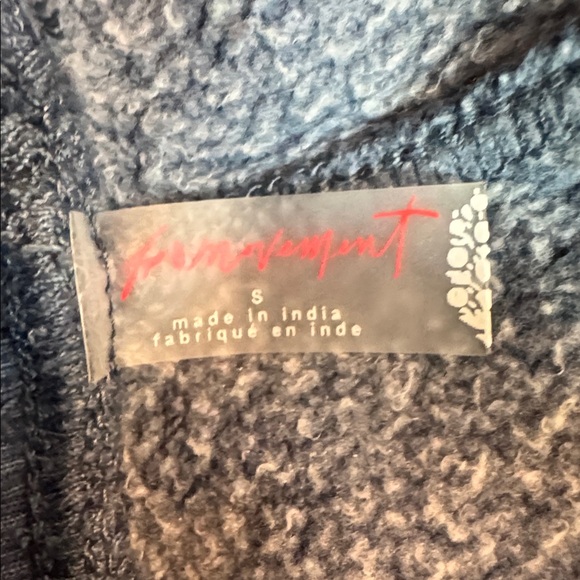 fpmovement
S
made in india
fabriqué en inde